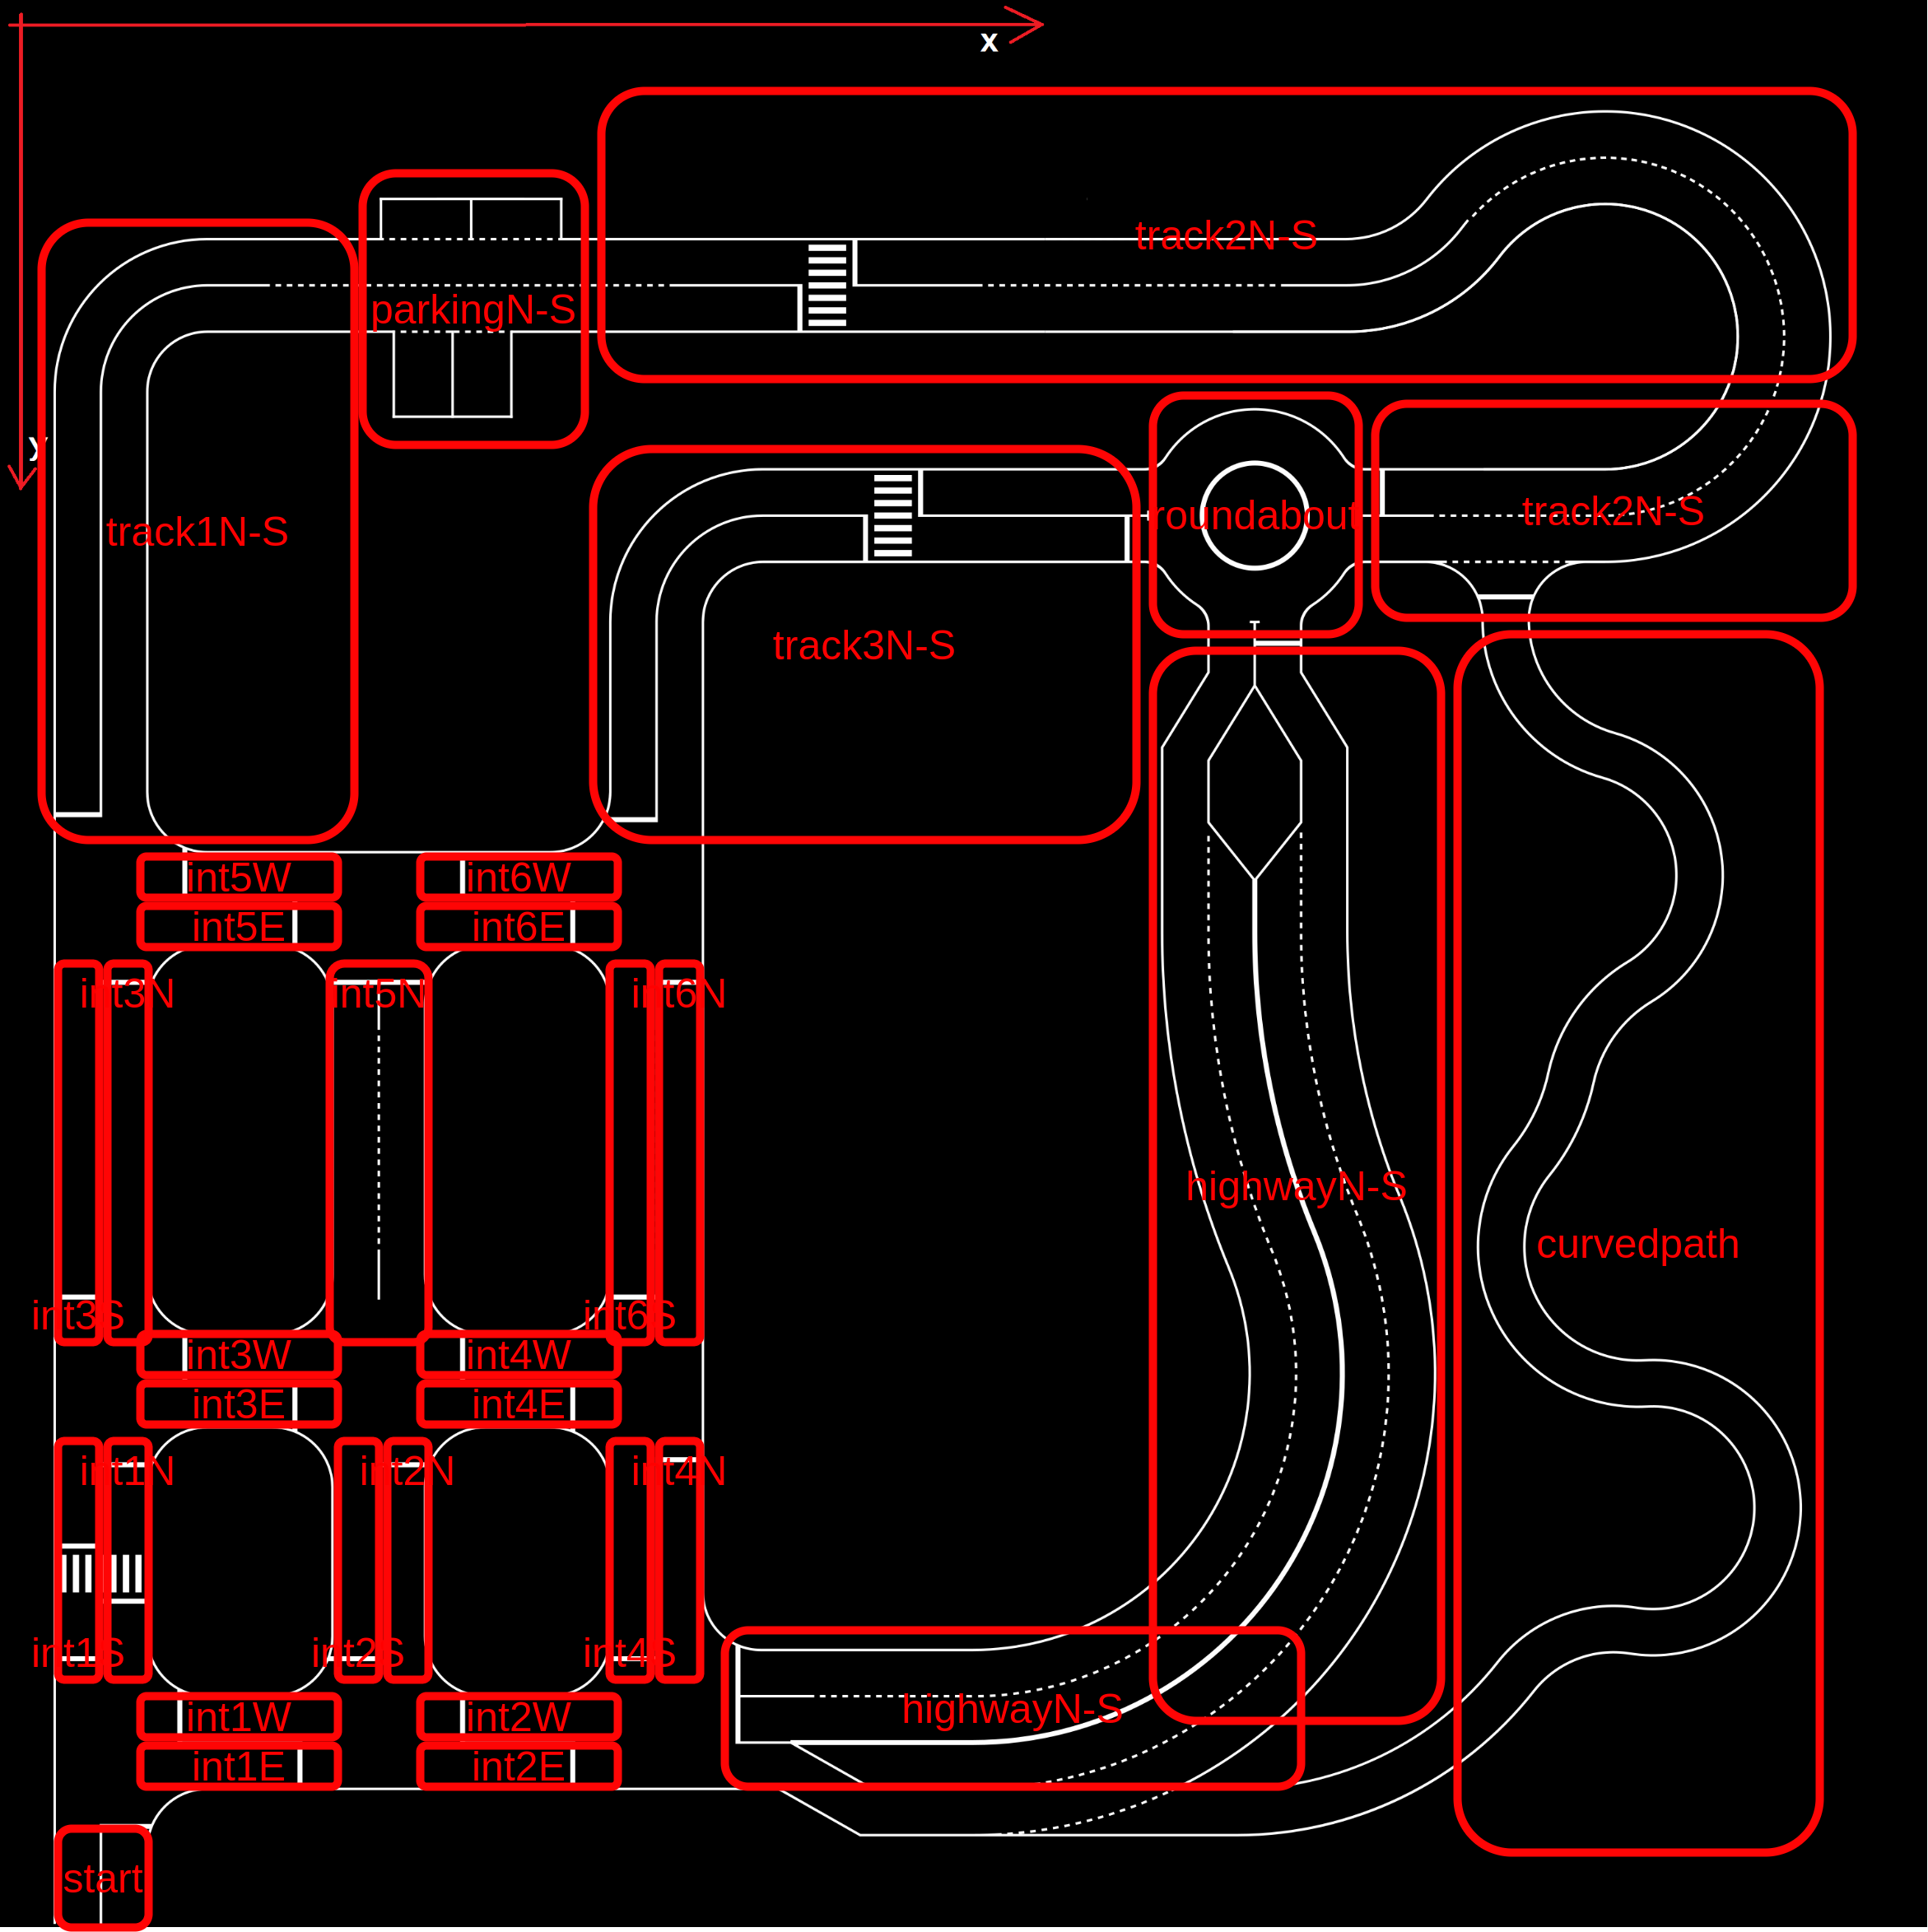 x
track2N-S
parkingN-S
y
track1N-S
roundabout
track2N-S
track3N-S
int5W
int6W
int5E
int6E
int3N
int5N
int6N
highwayN-S
curvedpath
int3S
int6S
int3W
int4W
int3E
int4E
int1N
int2N
int4N
int1S
int2S
int4S
highwayN-S
int1W
int2W
int1E
int2E
start